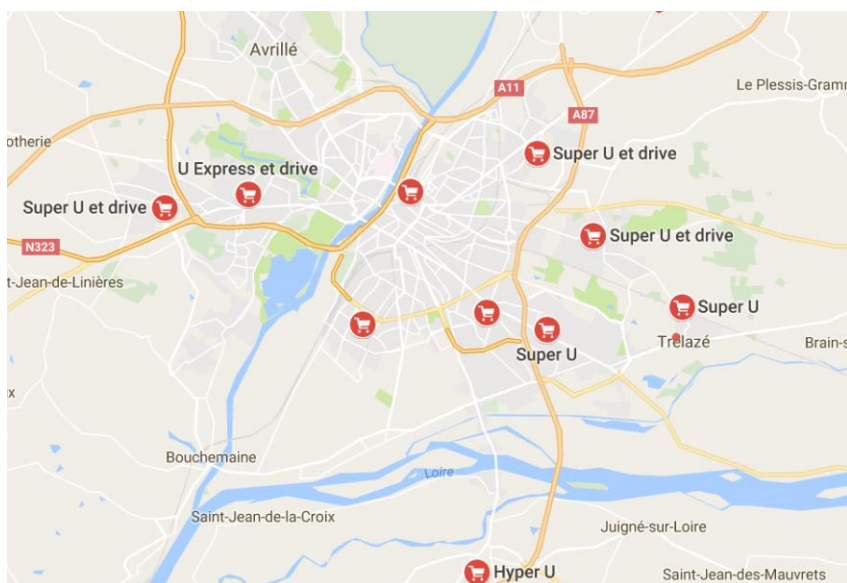 Avrillé
A11
A87
Le Plessis-Gramm
otherie
Super U et drive
U Express et drive
Super U et drive
N323
Super U et drive
t-Jean-de-Linières
Super U
Super U
Trélazé
Brain-s
ux
Bouchemaine
Loire
Saint-Jean-de-la-Croix
Juigné-sur-Loire
Hyper U
Saint-Jean-des-Mauvrets